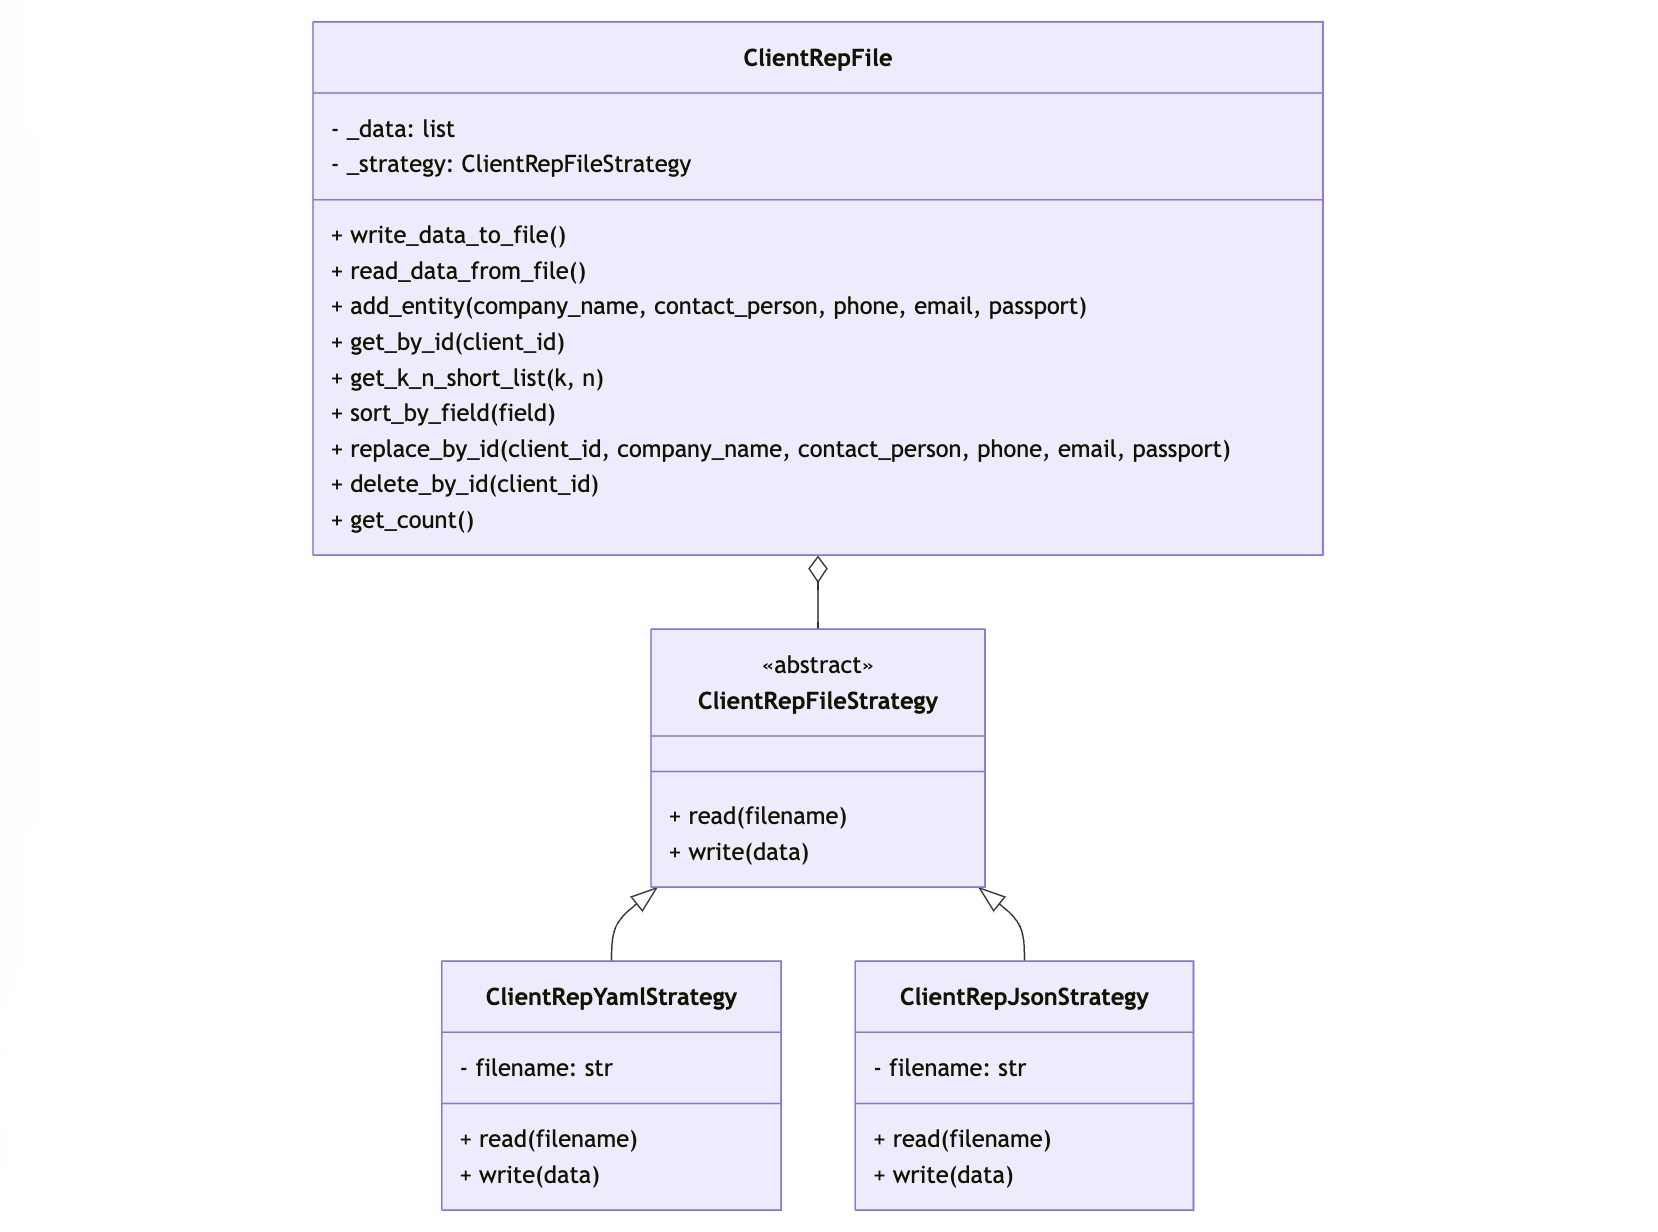 ClientRepFile
- _data: list
- _strategy: ClientRepFileStrategy
+ write_data_to_file()
+ read_data_from_file()
+ add_entity(company_name, contact_person, phone, email, passport)
+ get_by_id(client_id)
+ get_k_n_short_list(k, n)
+ sort_by_field(field)
+ replace_by_id(client_id, company_name, contact_person, phone, email, passport)
+ delete_by_id(client_id)
+ get_count()
«abstract»
ClientRepFileStrategy
+ read(filename)
+ write(data)
ClientRepYamlStrategy
- filename: str
+ read(filename)
+ write(data)
ClientRepJsonStrategy
- filename: str
+ read(filename)
+ write(data)